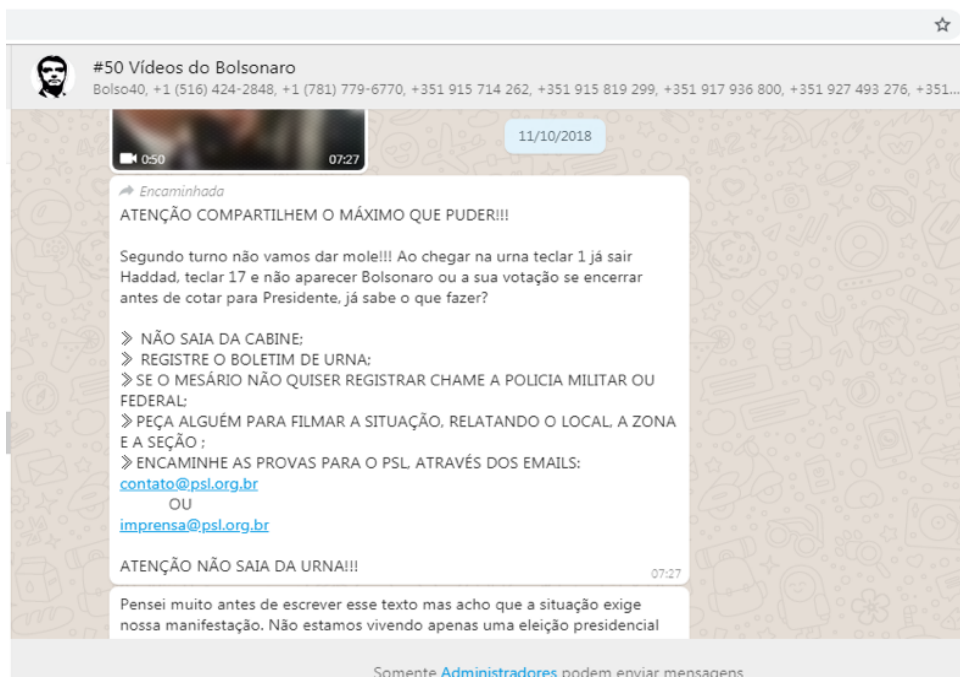 #50 Vídeos do Bolsonaro
Bolso40, +1 (516) 424-2848, +1 (781) 779-6770, +351 915 714 262, +351 915 819 299, +351 917 936 800, +351 927 493 276, +351...
11/10/2018
0:50 07:27
Encaminhada
ATENÇÃO COMPARTILHEM O MÁXIMO QUE PUDER!!!
Segundo turno não vamos dar mole!!! Ao chegar na urna teclar 1 já sair
Haddad, teclar 17 e não aparecer Bolsonaro ou a sua votação se encerrar
antes de cotar para Presidente, já sabe o que fazer?
⨠ NÃO SAIA DA CABINE;
⨠ REGISTRE O BOLETIM DE URNA;
⨠ SE O MESÁRIO NÃO QUISER REGISTRAR CHAME A POLICIA MILITAR OU
FEDERAL;
⨠ PEÇA ALGUÉM PARA FILMAR A SITUAÇÃO, RELATANDO O LOCAL, A ZONA
E A SEÇÃO ;
⨠ ENCAMINHE AS PROVAS PARA O PSL, ATRAVÉS DOS EMAILS:
contato@psl.org.br
OU
imprensa@psl.org.br
ATENÇÃO NÃO SAIA DA URNA!!!
07:27
Pensei muito antes de escrever esse texto mas acho que a situação exige
nossa manifestação. Não estamos vivendo apenas uma eleição presidencial
Somente Administradores podem enviar mensagens